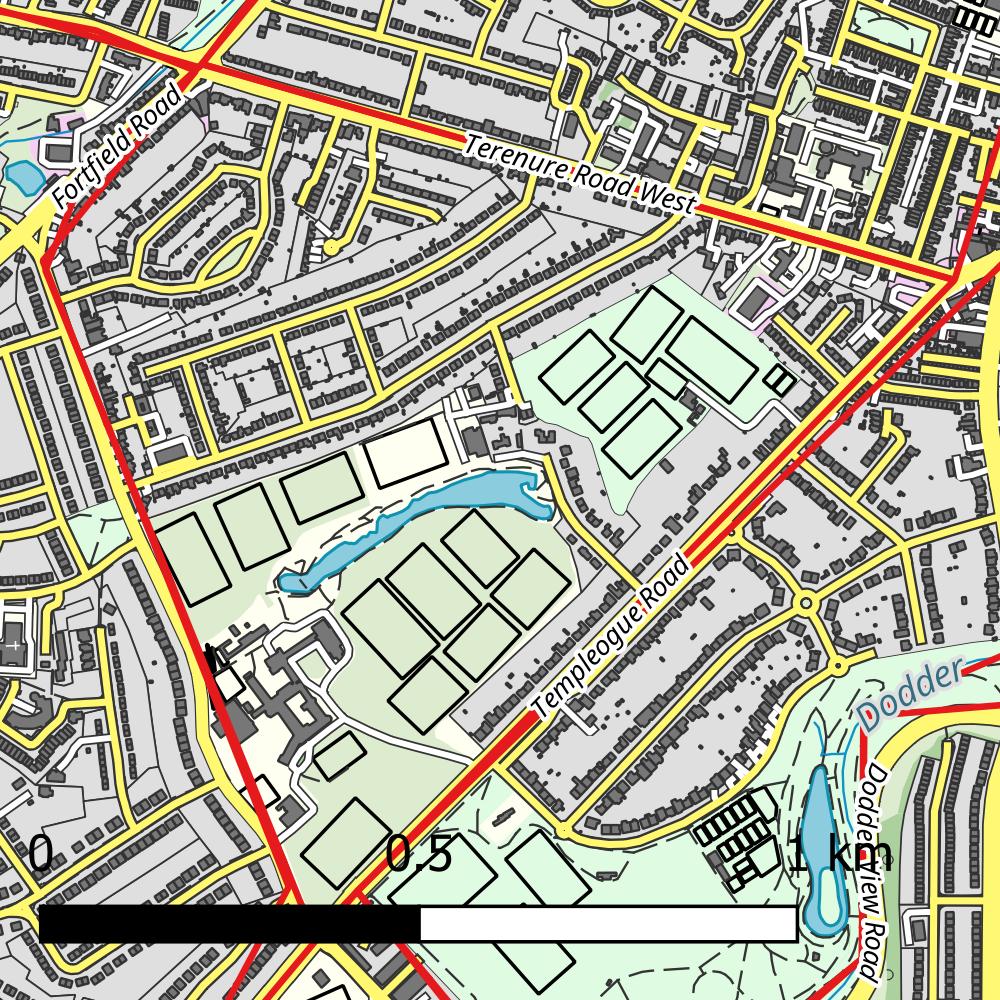 Fortfield Road
Terenure Road West
Templeogue Road
Dodder
Dodder View Road
0
0.5
1 km